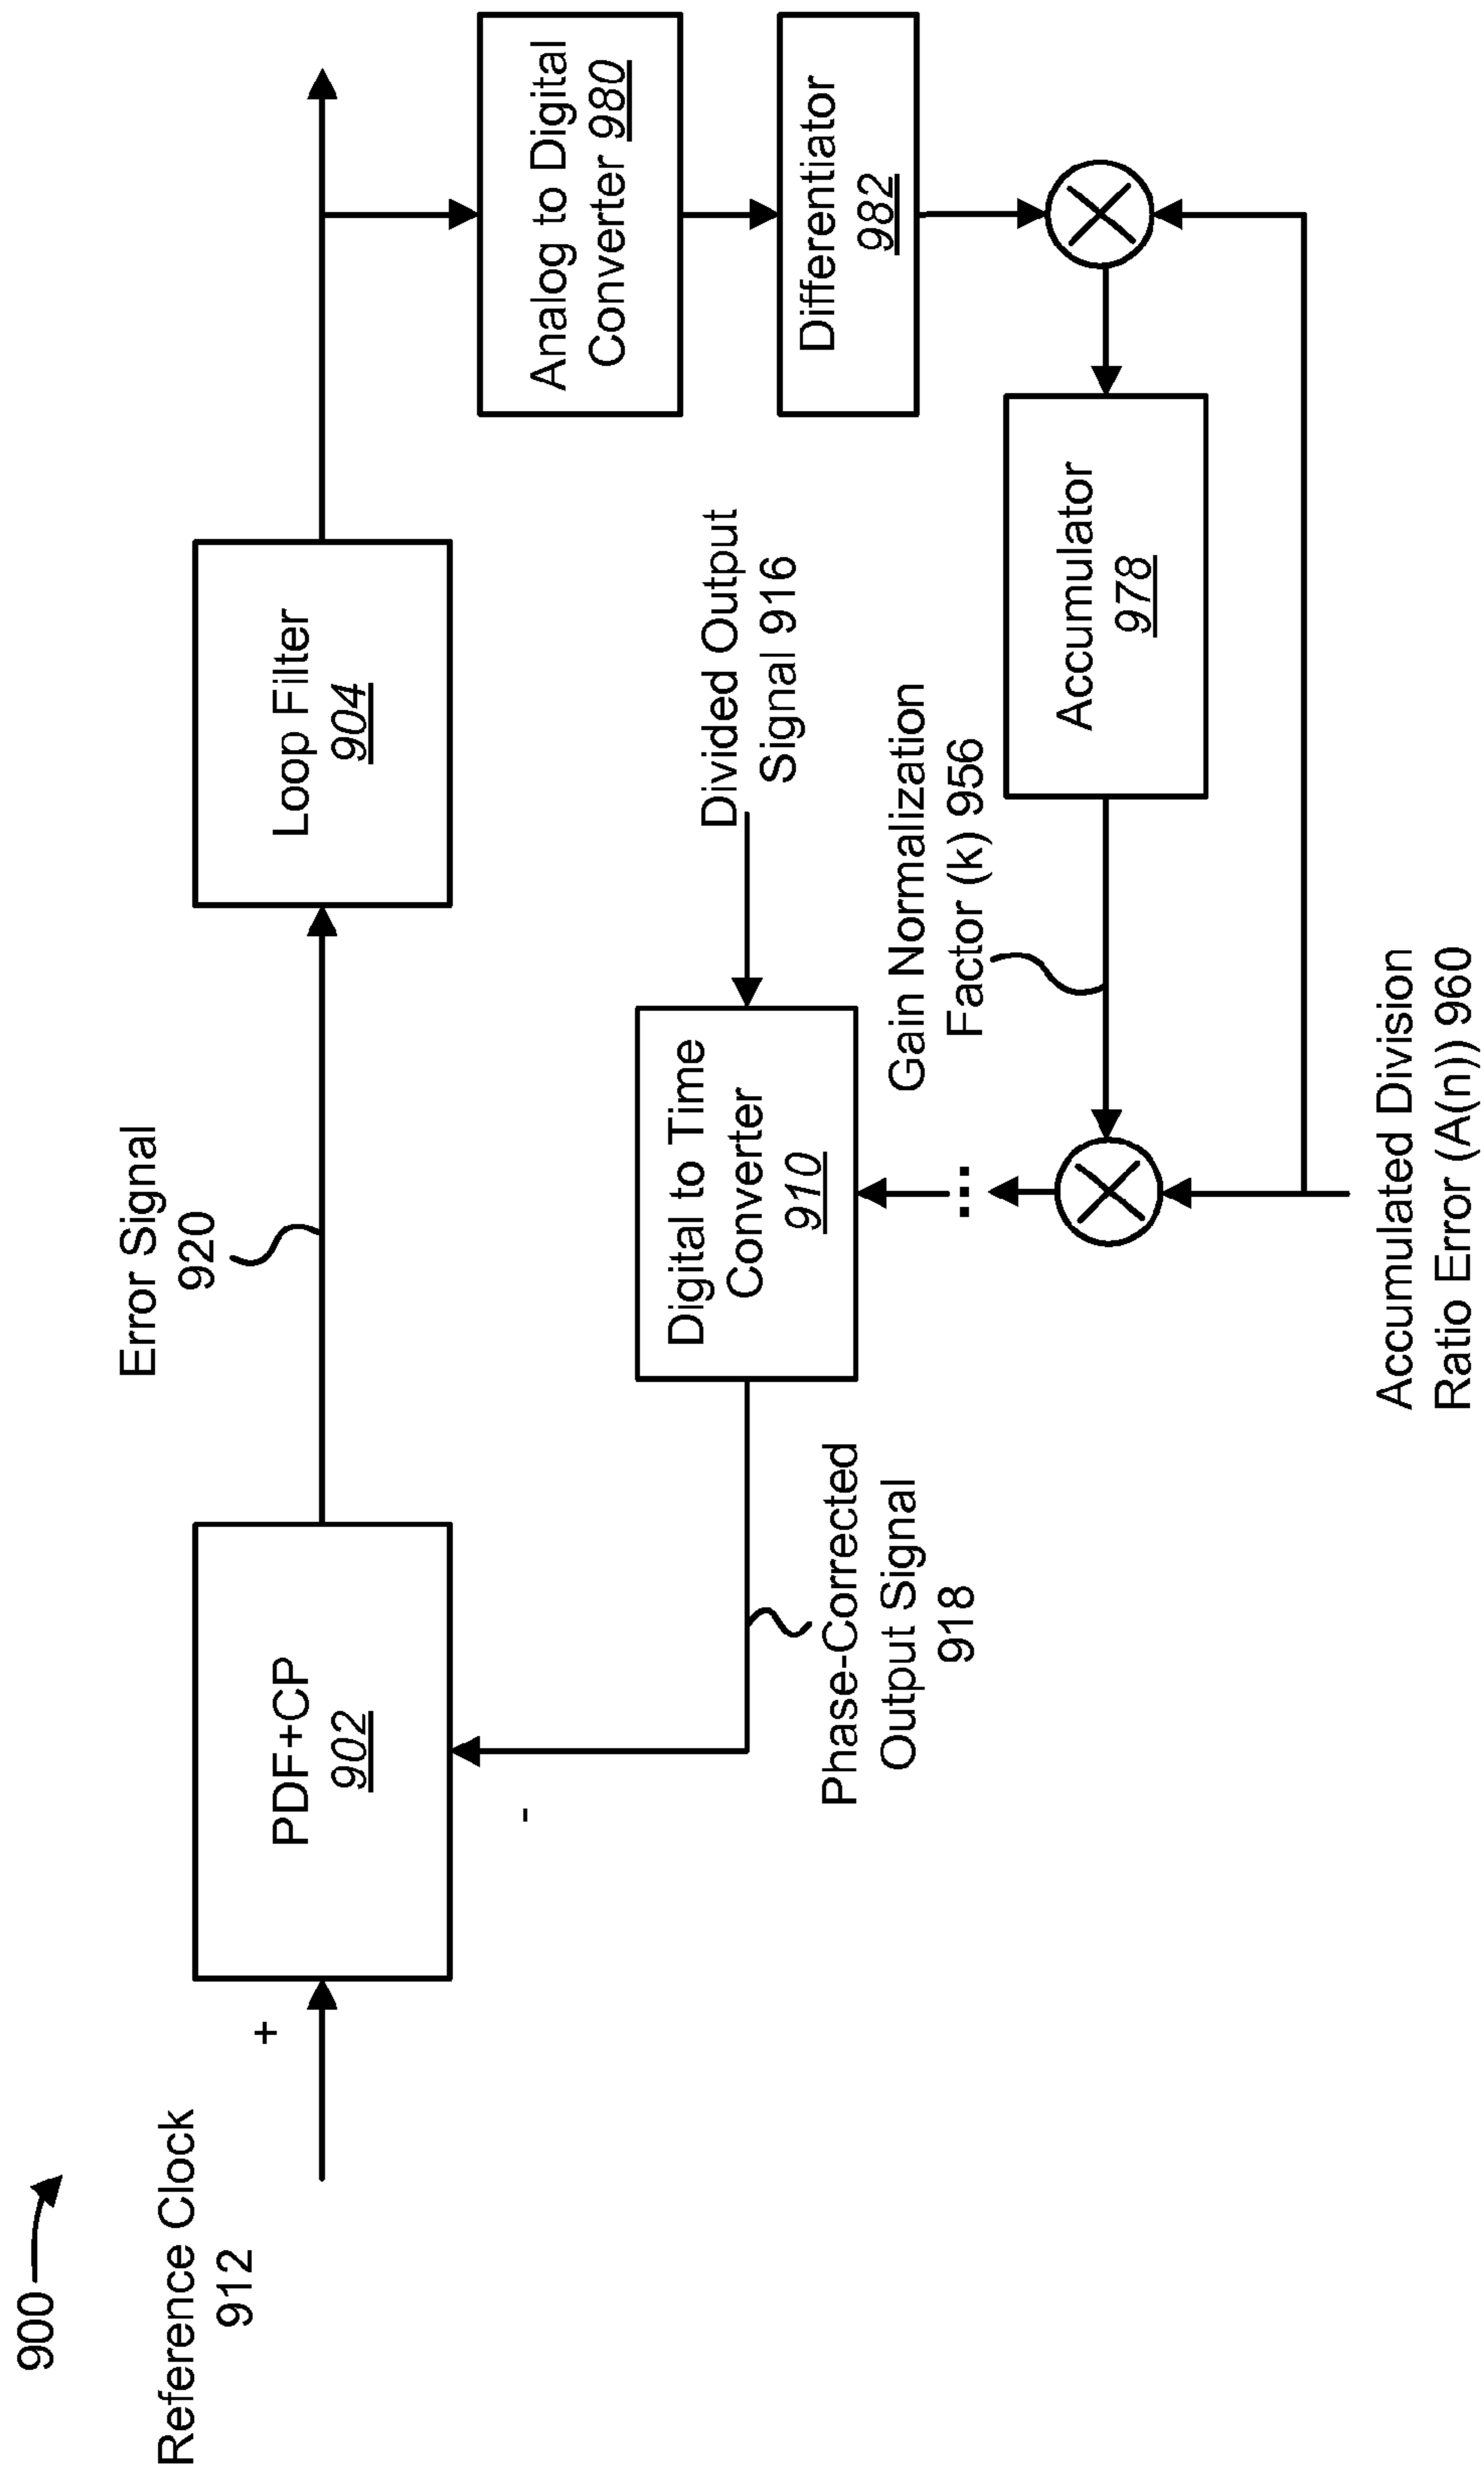 900
Reference Clock
912
+
PDF+CP
902
-
Error Signal
920
Loop Filter
904
Analog to Digital
Converter 980
Differentiator
982
Divided Output
Signal 916
Digital to Time
Converter
910
Phase-Corrected
Output Signal
918
Gain Normalization
Factor (k) 956
Accumulator
978
...
Accumulated Division
Ratio Error (A(n)) 960